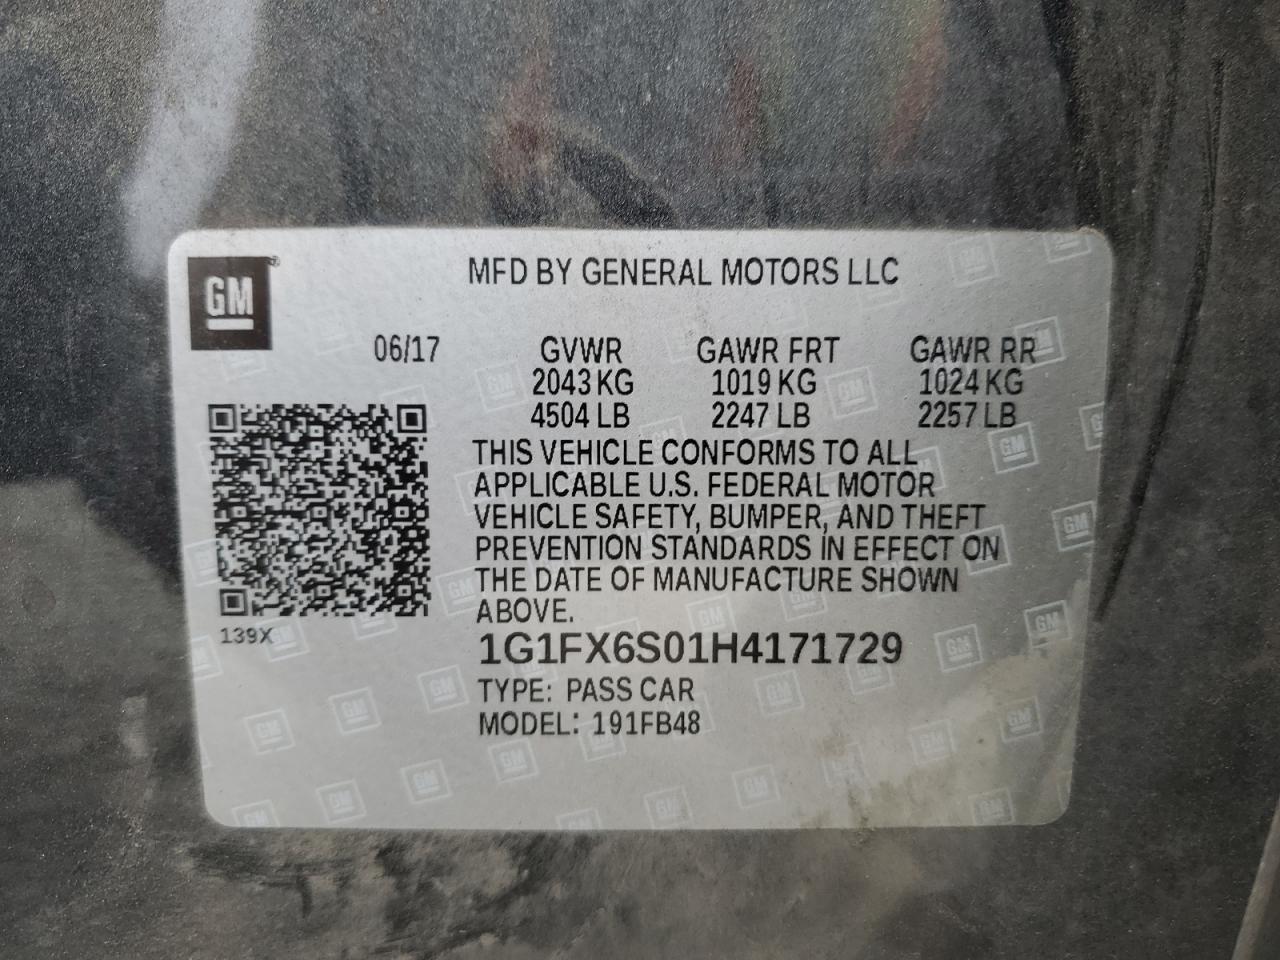 GM
MFD BY GENERAL MOTORS LLC
06/17 GVWR GAWR FRT GAWR RR
2043 KG 1019 KG 1024 KG
4504 LB 2247 LB 2257 LB
THIS VEHICLE CONFORMS TO ALL
APPLICABLE U.S. FEDERAL MOTOR
VEHICLE SAFETY, BUMPER, AND THEFT
PREVENTION STANDARDS IN EFFECT ON
THE DATE OF MANUFACTURE SHOWN
ABOVE.
139X
1G1FX6S01H4171729
TYPE: PASS CAR
MODEL: 191FB48